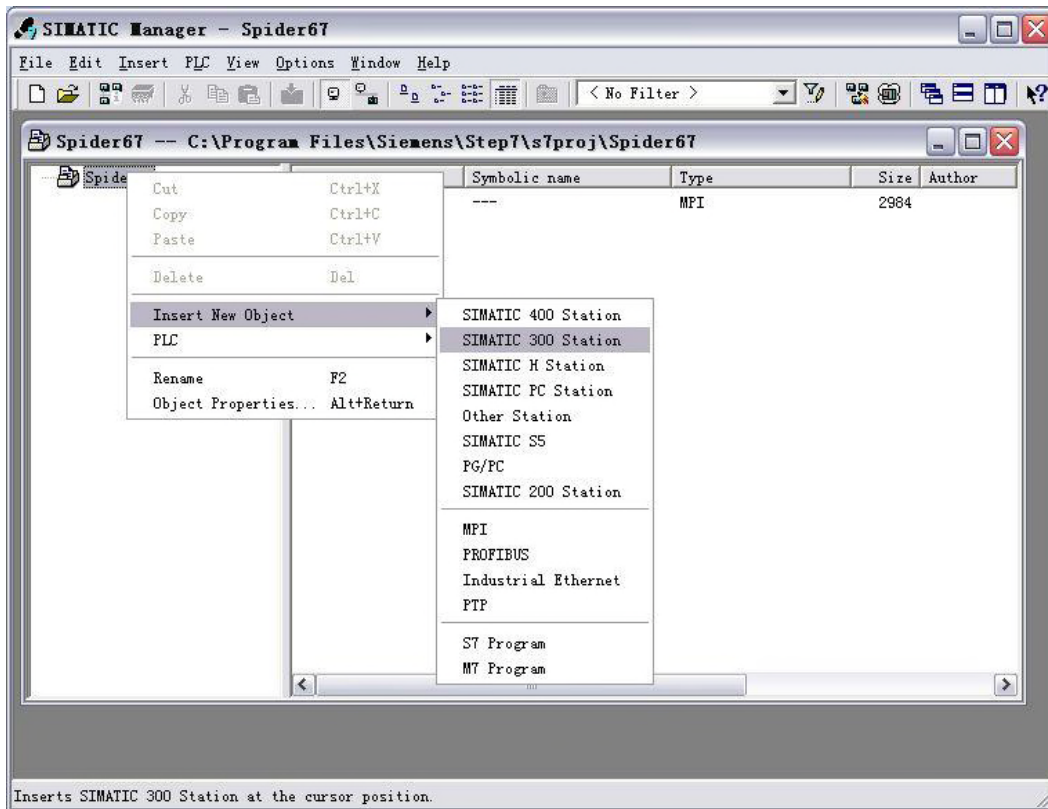 SIMATIC Manager - Spider67
File Edit Insert PLC View Options Window Help
< No Filter >
Spider67 -- C:\Program Files\Siemens\Step7\s7proj\Spider67
Symbolic name Type Size Author
--- MPI 2984
Cut Ctrl+X
Copy Ctrl+C
Paste Ctrl+V
Delete Del
Insert New Object
PLC
Rename F2
Object Properties... Alt+Return
SIMATIC 400 Station
SIMATIC 300 Station
SIMATIC H Station
SIMATIC PC Station
Other Station
SIMATIC S5
PG/PC
SIMATIC 200 Station
MPI
PROFIBUS
Industrial Ethernet
PTP
S7 Program
M7 Program
Inserts SIMATIC 300 Station at the cursor position.